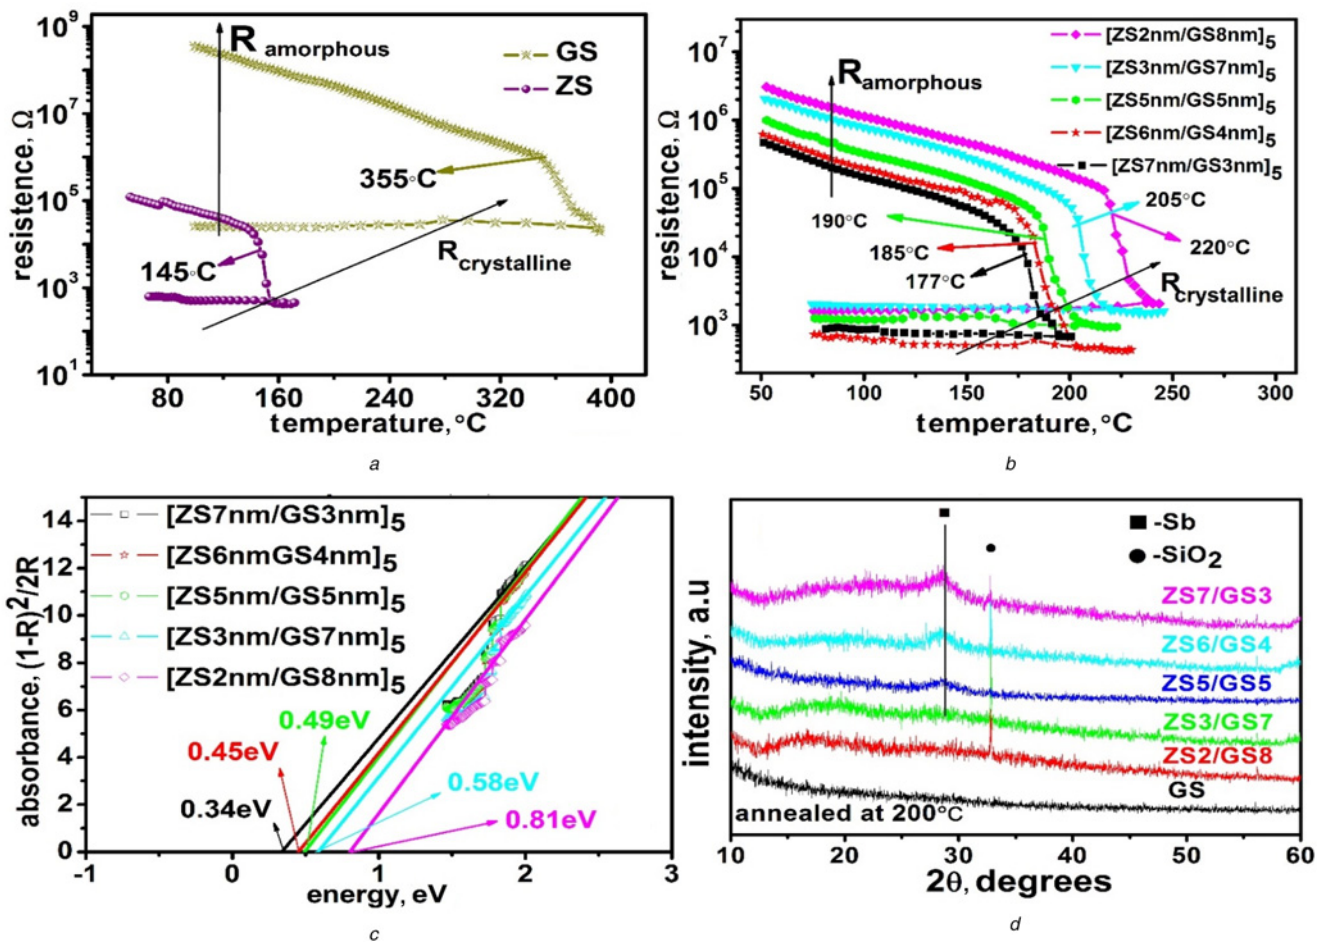 resistence, Ω
10⁹
10⁷
10⁵
10³
10¹
R amorphous
GS
ZS
355°C
145°C
R crystalline
80 160 240 320 400
temperature, °C
a
resistence, Ω
10⁷
10⁶
10⁵
10⁴
10³
R amorphous
[ZS2nm/GS8nm]₅
[ZS3nm/GS7nm]₅
[ZS5nm/GS5nm]₅
[ZS6nm/GS4nm]₅
[ZS7nm/GS3nm]₅
190°C
205°C
185°C
220°C
177°C
R crystalline
50 100 150 200 250 300
temperature, °C
b
absorbance, (1-R)²/2R
14
12
10
8
6
4
2
0
[ZS7nm/GS3nm]₅
[ZS6nmGS4nm]₅
[ZS5nm/GS5nm]₅
[ZS3nm/GS7nm]₅
[ZS2nm/GS8nm]₅
0.49eV
0.45eV
0.58eV
0.34eV
0.81eV
-1 0 1 2 3
energy, eV
c
intensity, a.u
-Sb
-SiO₂
ZS7/GS3
ZS6/GS4
ZS5/GS5
ZS3/GS7
ZS2/GS8
GS
annealed at 200°C
10 20 30 40 50 60
2θ, degrees
d